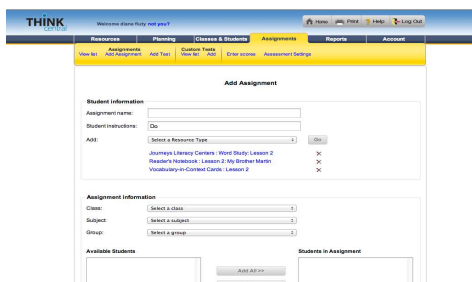 THiNK
central
Welcome diane fluty not you?
Home Print ? Help Log Out
Resources Planning Classes & Students Assignments Reports Account
Assignments Custom Tests
View list Add Assignment Add Test View list Add Enter scores Assessment Settings
Add Assignment
Student information
Assignment name:
Student instructions: Do
Add: Select a Resource Type Go
Journeys Literacy Centers : Word Study: Lesson 2
Reader's Notebook : Lesson 2: My Brother Martin
Vocabulary-in-Context Cards : Lesson 2
Assignment information
Class: Select a class
Subject: Select a subject
Group: Select a group
Available Students Students in Assignment
Add All >>